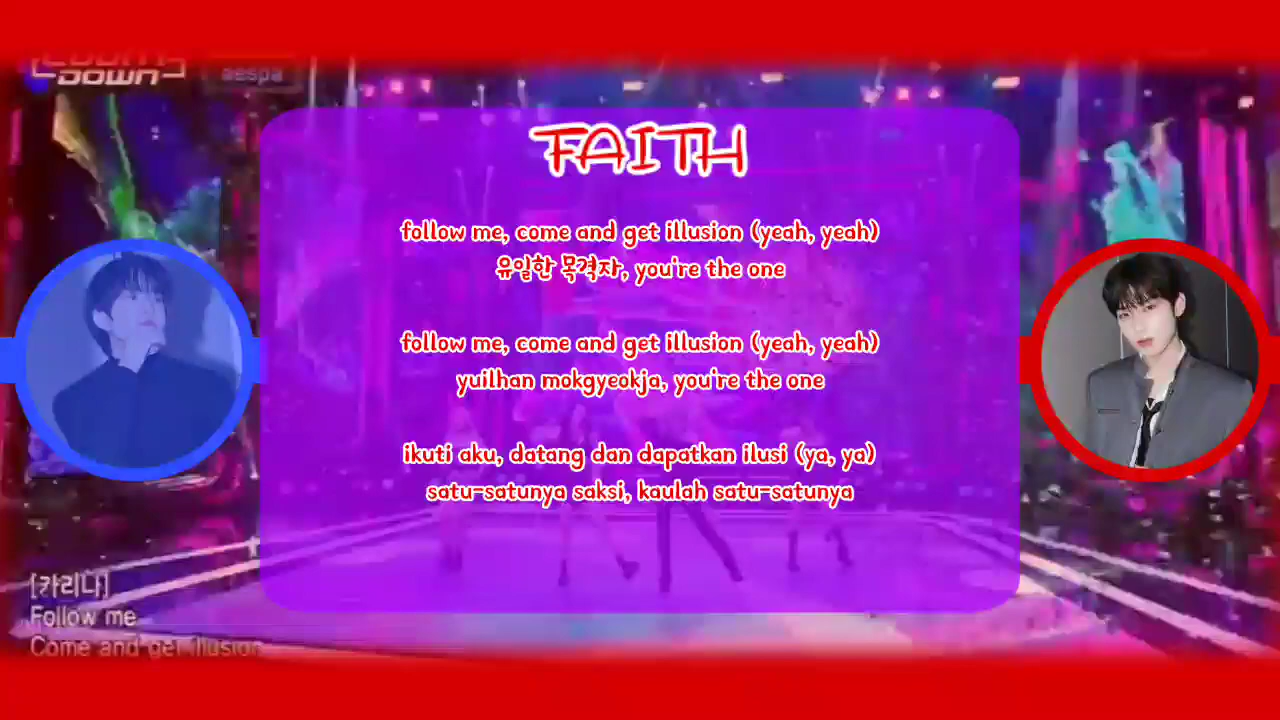 DOWN
aespa
FAITH
follow me, come and get illusion (yeah, yeah)
유일한 목격자, you're the one
follow me, come and get illusion (yeah, yeah)
yuilhan mokgyeokja, you're the one
ikuti aku, datang dan dapatkan ilusi (ya, ya)
satu-satunya saksi, kaulah satu-satunya
[카리나]
Follow me
Come and get illusion